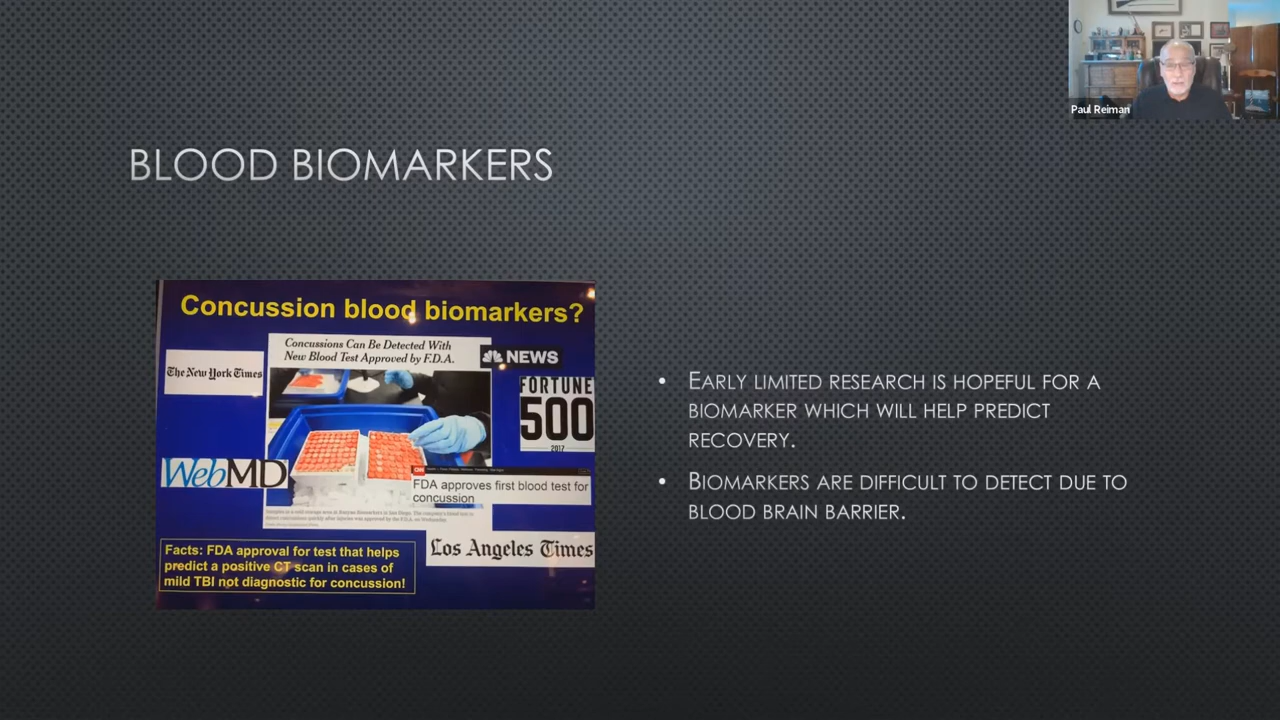 Paul Reiman
BLOOD BIOMARKERS
Concussion blood biomarkers?
Concussions Can Be Detected With
New Blood Test Approved by F.D.A.
NEWS
The New York Times
FORTUNE
500
2017
WebMD
CNN
FDA approves first blood test for
concussion
Los Angeles Times
Facts: FDA approval for test that helps
predict a positive CT scan in cases of
mild TBI not diagnostic for concussion!
• EARLY LIMITED RESEARCH IS HOPEFUL FOR A
BIOMARKER WHICH WILL HELP PREDICT
RECOVERY.
• BIOMARKERS ARE DIFFICULT TO DETECT DUE TO
BLOOD BRAIN BARRIER.